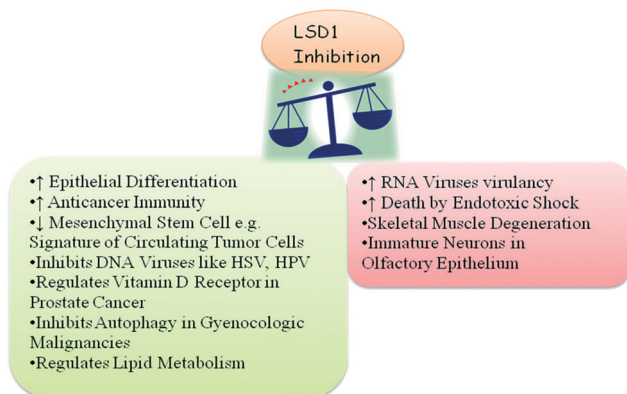 LSD1
Inhibition
•↑ Epithelial Differentiation
•↑ Anticancer Immunity
•↓ Mesenchymal Stem Cell e.g.
Signature of Circulating Tumor Cells
•Inhibits DNA Viruses like HSV, HPV
•Regulates Vitamin D Receptor in
Prostate Cancer
•Inhibits Autophagy in Gyenocologic
Malignancies
•Regulates Lipid Metabolism
•↑ RNA Viruses virulancy
•↑ Death by Endotoxic Shock
•Skeletal Muscle Degeneration
•Immature Neurons in
Olfactory Epithelium